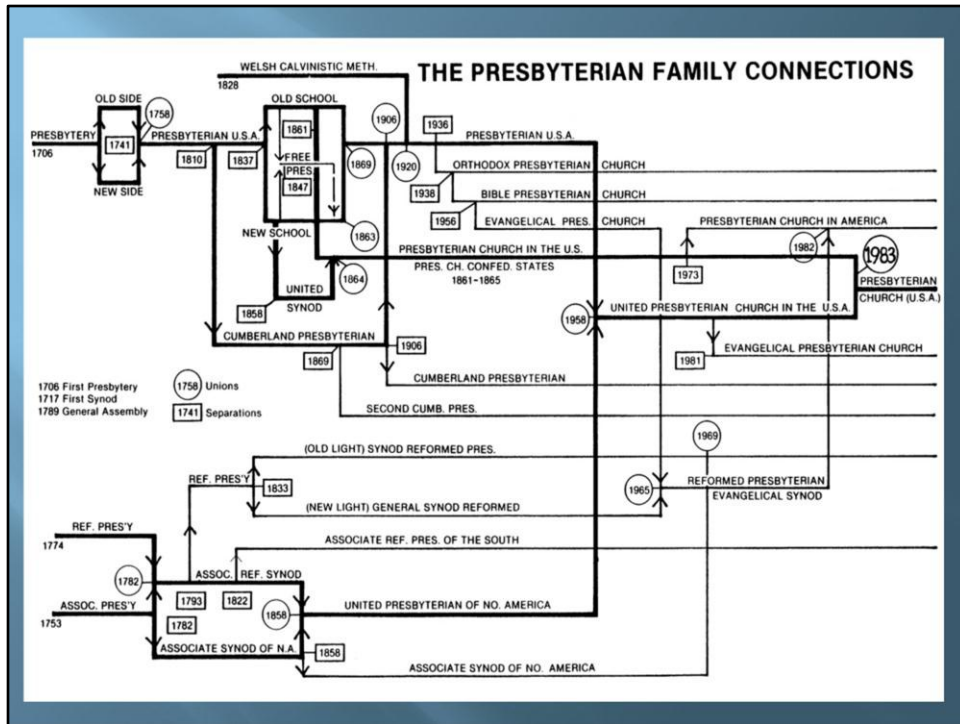 THE PRESBYTERIAN FAMILY CONNECTIONS
WELSH CALVINISTIC METH.
1828
OLD SIDE
1758
OLD SCHOOL
1906
1936
PRESBYTERY
1741
PRESBYTERIAN U.S.A.
1861
PRESBYTERIAN U.S.A.
1706
1810
1837
FREE
PRES.
1869
1920
ORTHODOX PRESBYTERIAN CHURCH
NEW SIDE
1847
1938
BIBLE PRESBYTERIAN CHURCH
1956
EVANGELICAL PRES. CHURCH
PRESBYTERIAN CHURCH IN AMERICA
NEW SCHOOL
1863
1982
1983
PRESBYTERIAN CHURCH IN THE U.S.
PRES. CH. CONFED. STATES
1861-1865
1864
1973
PRESBYTERIAN
CHURCH (U.S.A.)
UNITED
SYNOD
1858
1958
UNITED PRESBYTERIAN CHURCH IN THE U.S.A.
CUMBERLAND PRESBYTERIAN
1869
1906
1981
EVANGELICAL PRESBYTERIAN CHURCH
CUMBERLAND PRESBYTERIAN
1706 First Presbytery
1717 First Synod
1789 General Assembly
1758 Unions
1741 Separations
SECOND CUMB. PRES.
1969
(OLD LIGHT) SYNOD REFORMED PRES.
REF. PRES'Y
1833
1965
REFORMED PRESBYTERIAN
EVANGELICAL SYNOD
(NEW LIGHT) GENERAL SYNOD REFORMED
REF. PRES'Y
1774
ASSOCIATE REF. PRES. OF THE SOUTH
1782
ASSOC. REF. SYNOD
1793
1822
ASSOC. PRES'Y
1753
1782
1858
UNITED PRESBYTERIAN OF NO. AMERICA
ASSOCIATE SYNOD OF N.A.
1858
ASSOCIATE SYNOD OF NO. AMERICA